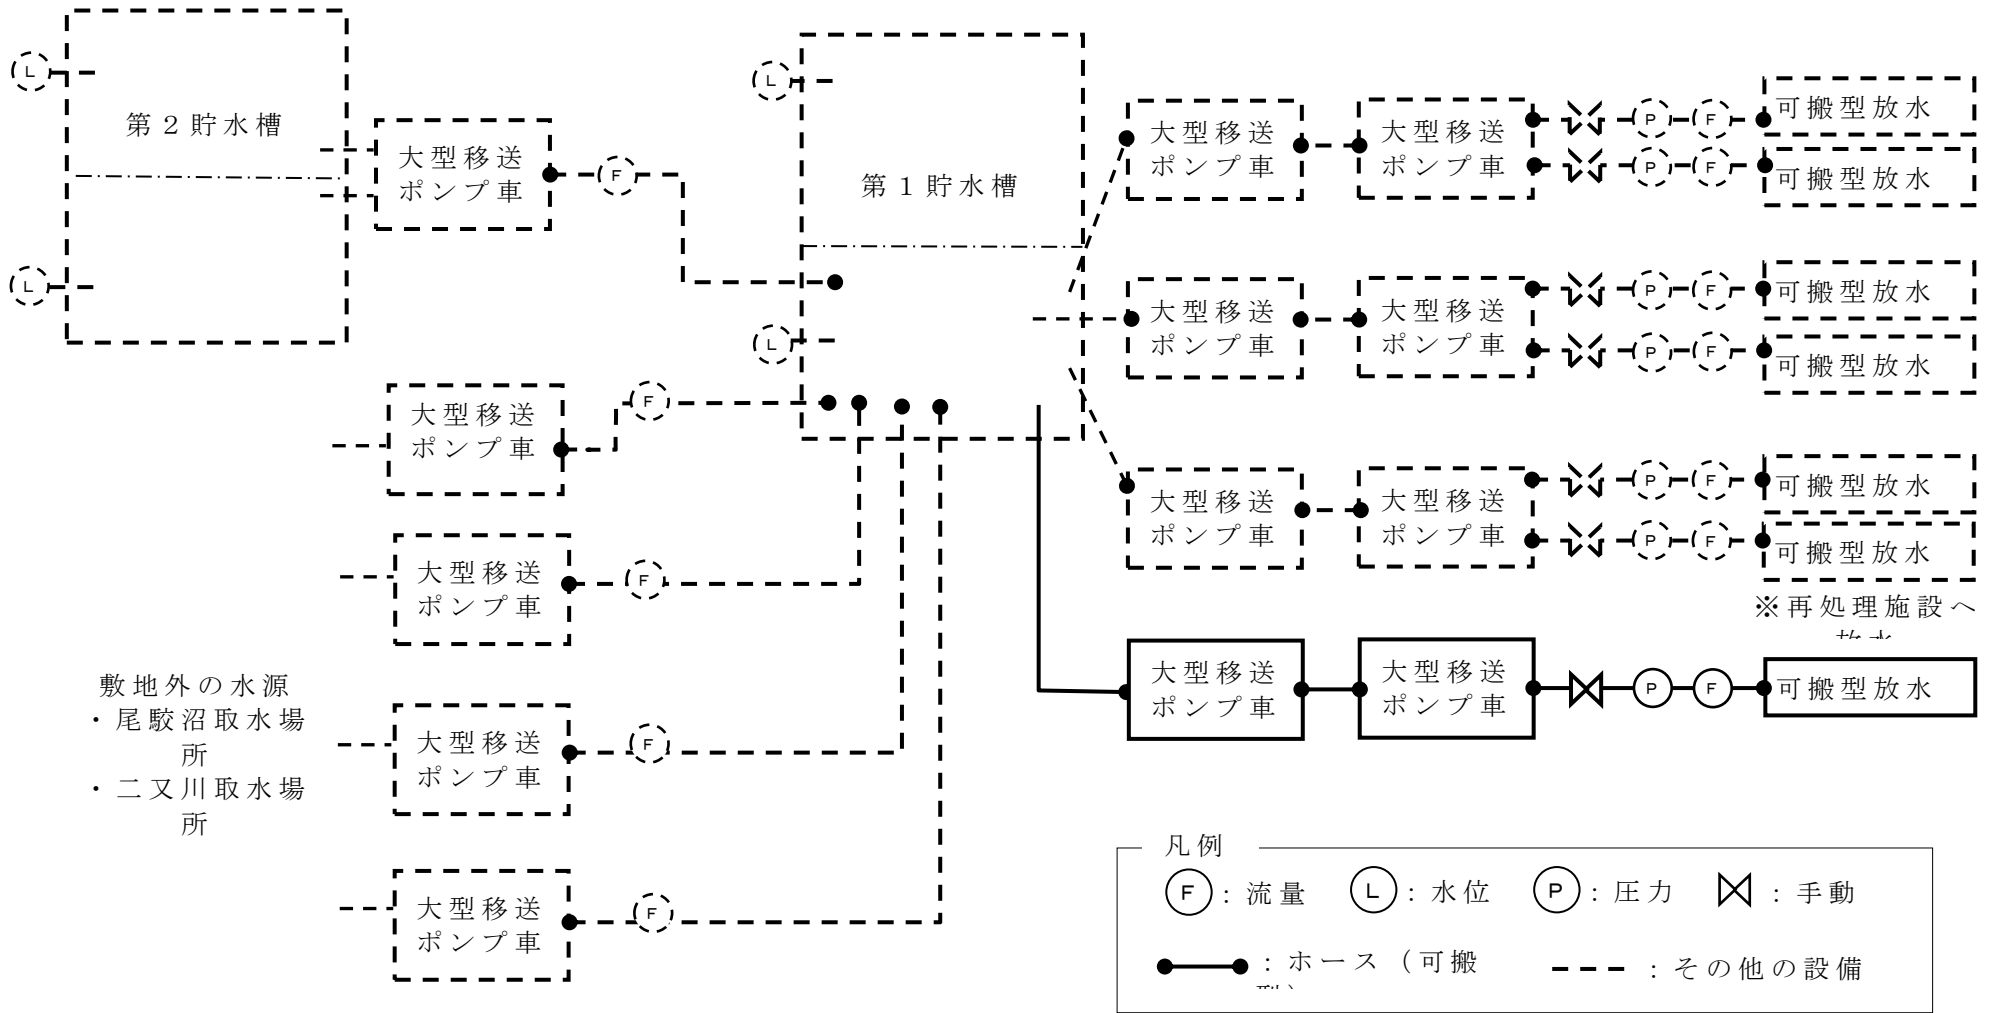 L
第２貯水槽
L
大型移送
ポンプ車
F
L
第１貯水槽
L
大型移送
ポンプ車
F
大型移送
ポンプ車
F
大型移送
ポンプ車
F
大型移送
ポンプ車
F
敷地外の水源
・尾駮沼取水場
所
・二又川取水場
所
大型移送
ポンプ車
大型移送
ポンプ車
P
F
可搬型放水
P
F
可搬型放水
大型移送
ポンプ車
大型移送
ポンプ車
P
F
可搬型放水
P
F
可搬型放水
大型移送
ポンプ車
大型移送
ポンプ車
P
F
可搬型放水
P
F
可搬型放水
※再処理施設へ
大型移送
ポンプ車
大型移送
ポンプ車
P
F
可搬型放水
凡例
F：流量
L：水位
P：圧力
：手動
：ホース（可搬
：その他の設備